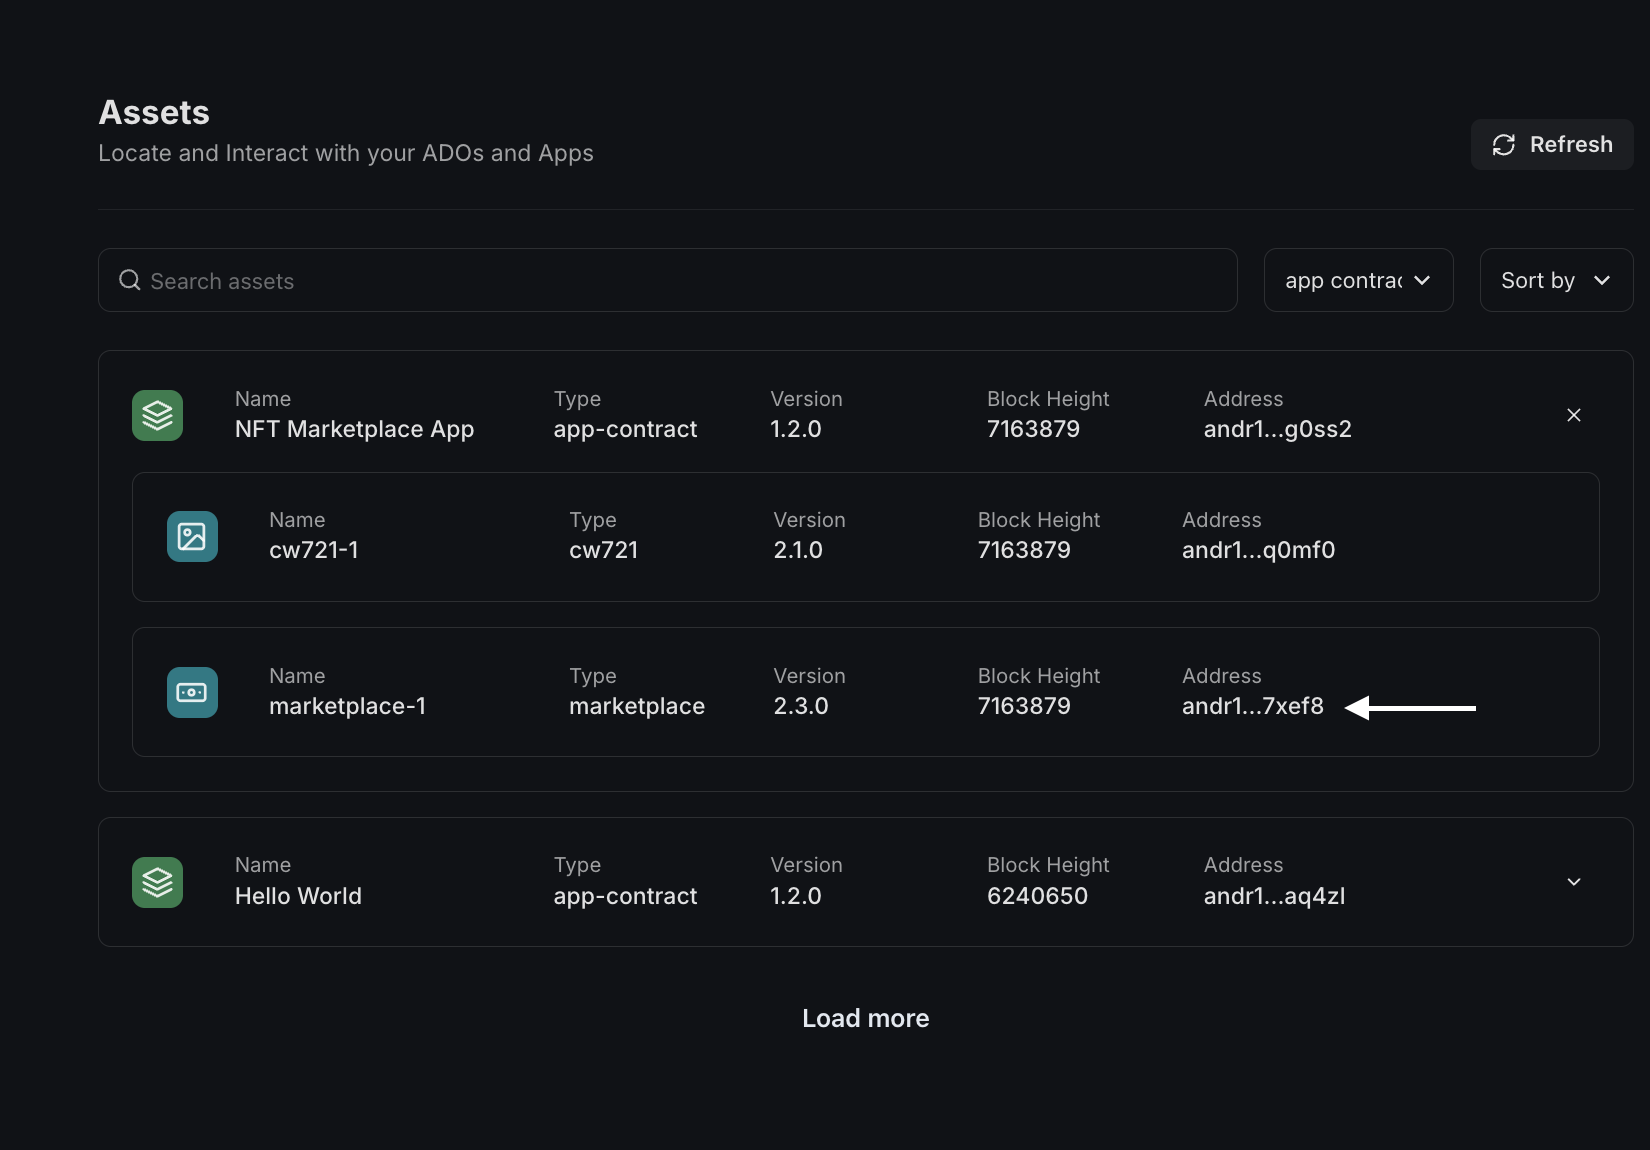 Assets
Locate and Interact with your ADOs and Apps
Refresh
Search assets
app contrac
Sort by
Name Type Version Block Height Address
NFT Marketplace App app-contract 1.2.0 7163879 andr1...g0ss2
Name Type Version Block Height Address
cw721-1 cw721 2.1.0 7163879 andr1...q0mf0
Name Type Version Block Height Address
marketplace-1 marketplace 2.3.0 7163879 andr1...7xef8
Name Type Version Block Height Address
Hello World app-contract 1.2.0 6240650 andr1...aq4zl
Load more